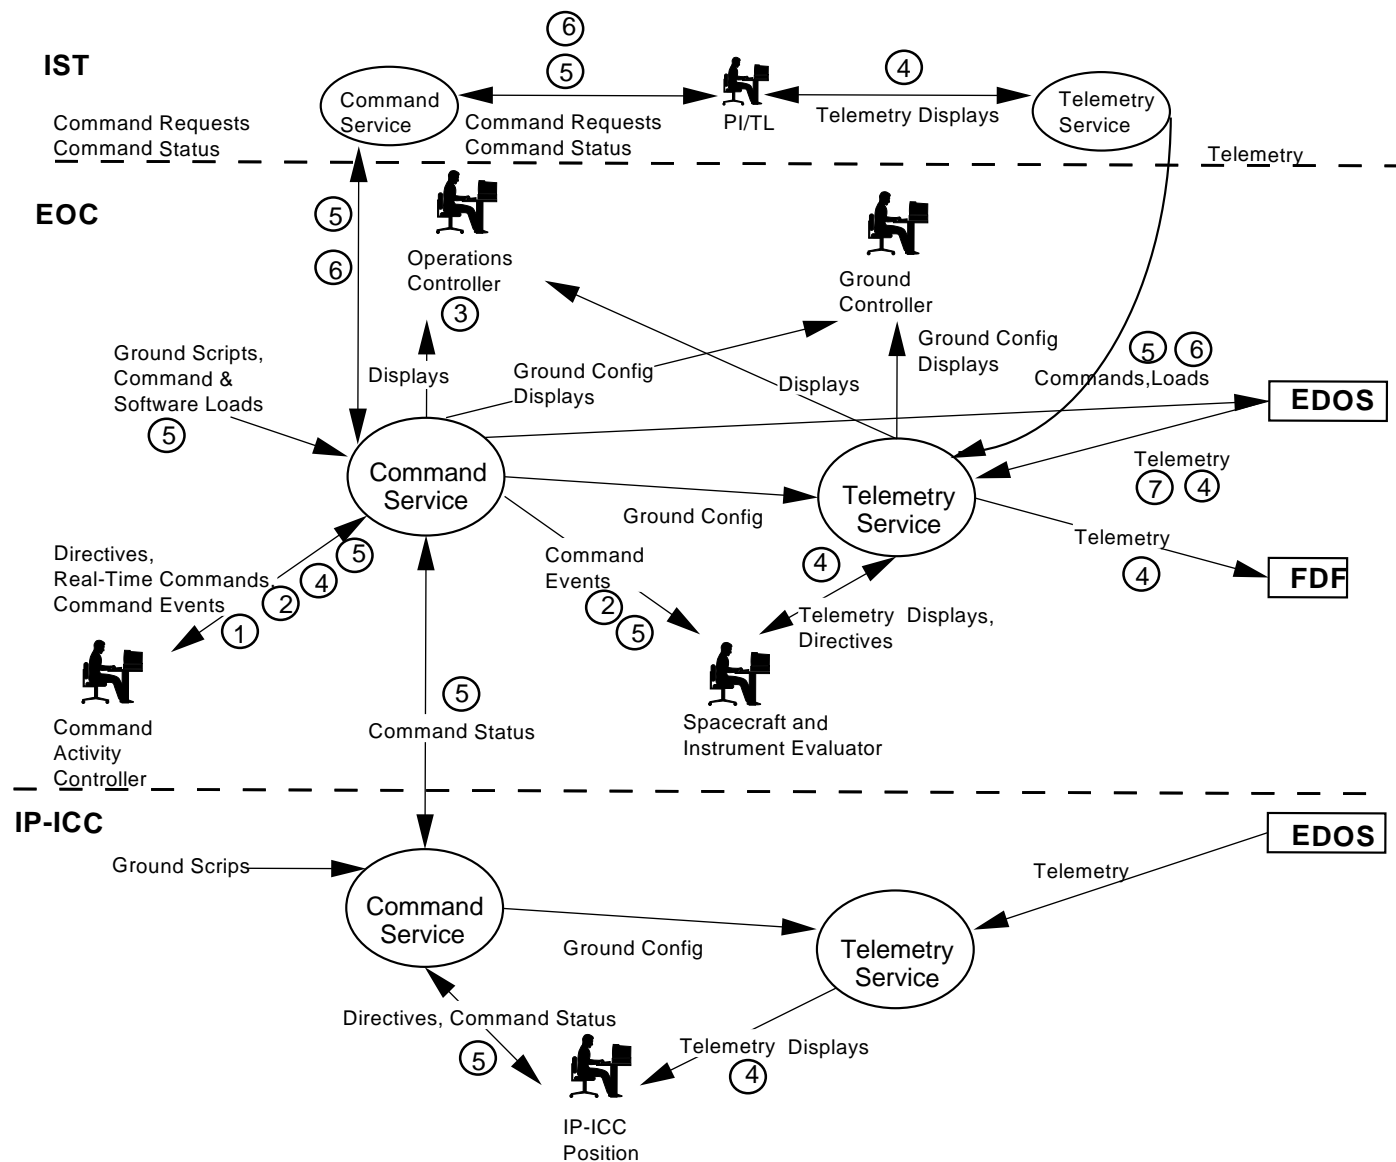 6
IST
5
4
Command
Service
PI/TL
Telemetry
Service
Telemetry Displays
Command Requests
Command Status
Command Requests
Command Status
Telemetry
EOC
5
6
Operations
Controller
3
Ground
Controller
Ground Scripts,
Command &
Software Loads
5
Displays
Ground Config
Displays
Displays
Ground Config
Displays
5 6
Commands,Loads
EDOS
Command
Service
Telemetry
Service
Telemetry
7 4
Ground Config
Directives,
Real-Time Commands,
Command Events
1 2 4 5
Command
Events
2
5
4
Telemetry
4
FDF
Telemetry Displays,
Directives
Command
Activity
Controller
5
Command Status
Spacecraft and
Instrument Evaluator
IP-ICC
EDOS
Ground Scrips
Telemetry
Command
Service
Ground Config
Telemetry
Service
Directives, Command Status
5
Telemetry Displays
4
IP-ICC
Position